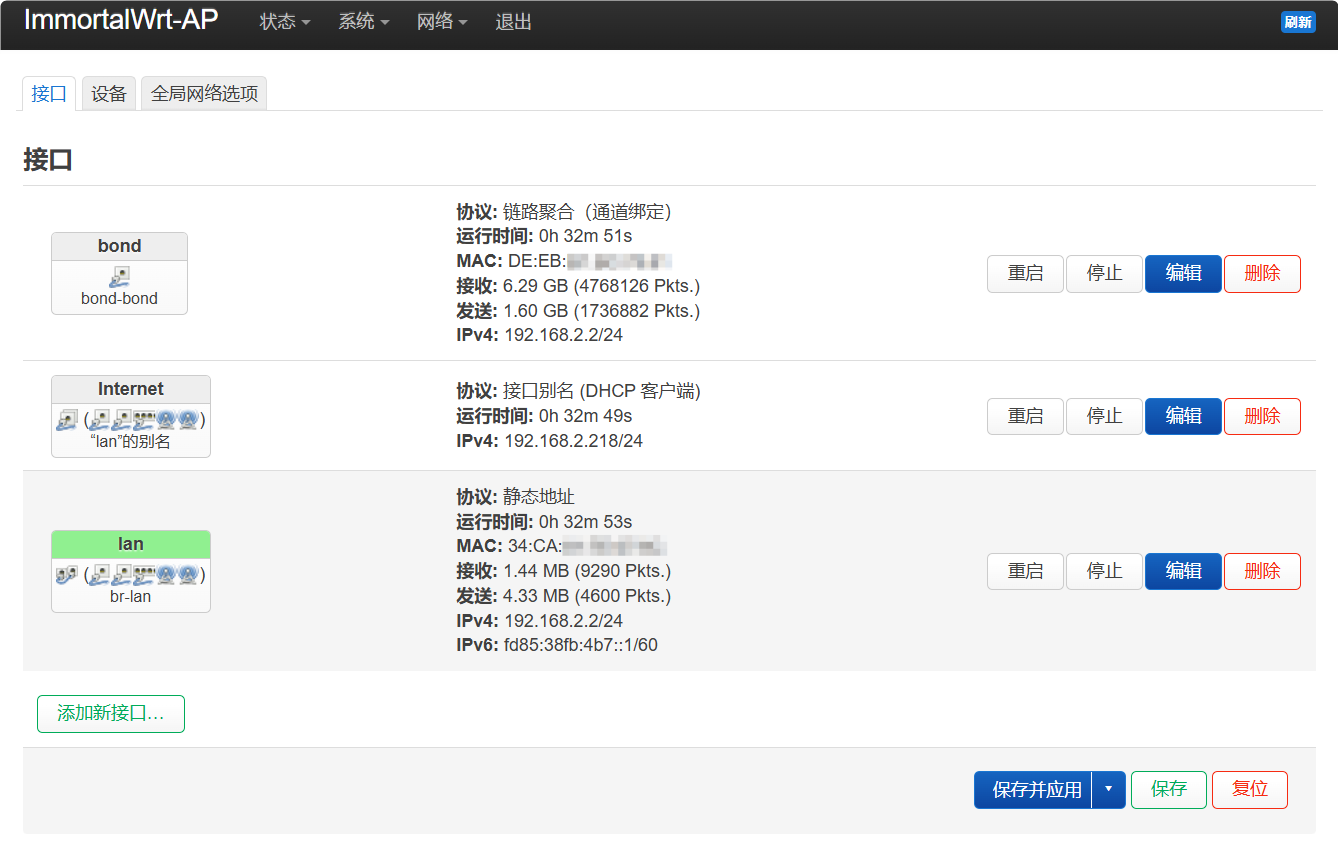 ImmortalWrt-AP 状态 系统 网络 退出 刷新
接口 设备 全局网络选项
接口
bond
bond-bond
协议: 链路聚合（通道绑定）
运行时间: 0h 32m 51s
MAC: DE:EB:
接收: 6.29 GB (4768126 Pkts.)
发送: 1.60 GB (1736882 Pkts.)
IPv4: 192.168.2.2/24
重启 停止 编辑 删除
Internet
( )
“lan”的别名
协议: 接口别名 (DHCP 客户端)
运行时间: 0h 32m 49s
IPv4: 192.168.2.218/24
重启 停止 编辑 删除
lan
( )
br-lan
协议: 静态地址
运行时间: 0h 32m 53s
MAC: 34:CA:
接收: 1.44 MB (9290 Pkts.)
发送: 4.33 MB (4600 Pkts.)
IPv4: 192.168.2.2/24
IPv6: fd85:38fb:4b7::1/60
重启 停止 编辑 删除
添加新接口…
保存并应用 保存 复位